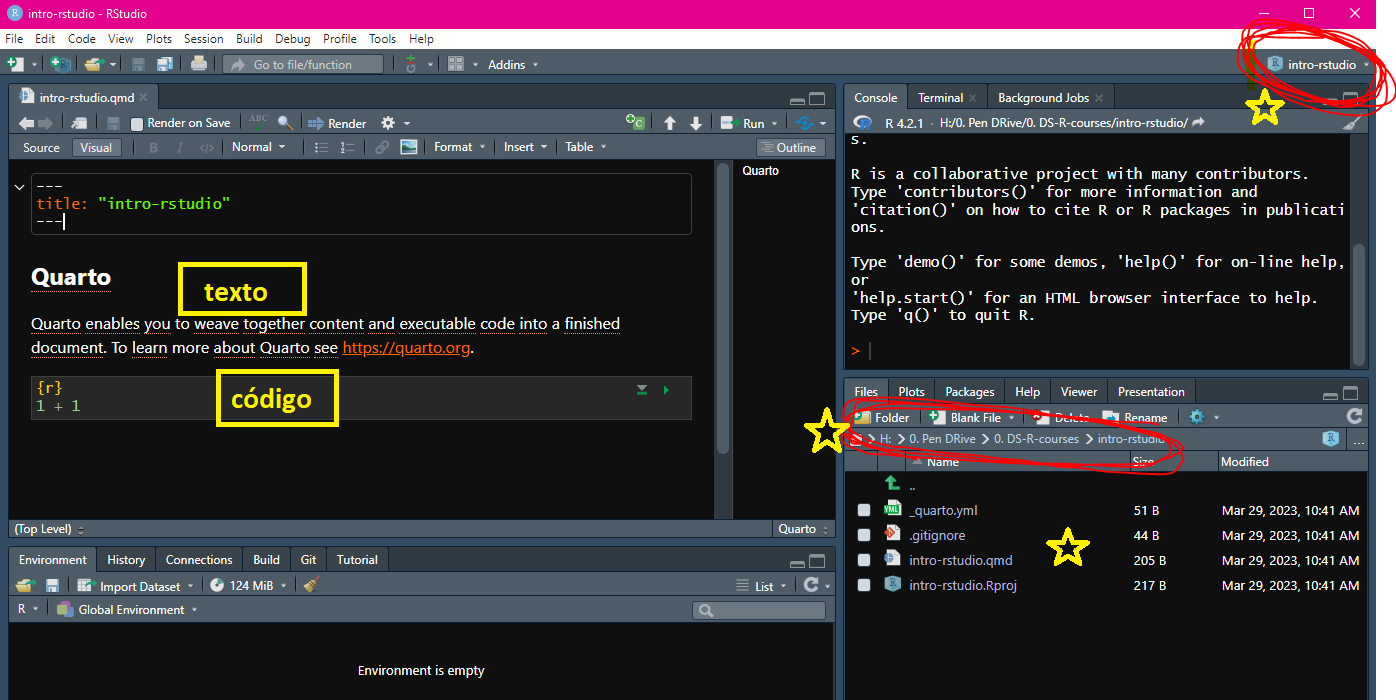 intro-rstudio - RStudio
File Edit Code View Plots Session Build Debug Profile Tools Help
Go to file/function Addins intro-rstudio
intro-rstudio.qmd
Render on Save ABC Render Run
Source Visual B I </> Normal Format Insert Table Outline
---
title: "intro-rstudio"
---
Quarto
texto
Quarto enables you to weave together content and executable code into a finished
document. To learn more about Quarto see https://quarto.org.
código
{r}
1 + 1
Quarto
(Top Level) Quarto
Environment History Connections Build Git Tutorial
Import Dataset 124 MiB List
R Global Environment
Environment is empty
Console Terminal Background Jobs
R 4.2.1 · H:/0. Pen DRive/0. DS-R-courses/intro-rstudio/
s.
R is a collaborative project with many contributors.
Type 'contributors()' for more information and
'citation()' on how to cite R or R packages in publicati
ons.
Type 'demo()' for some demos, 'help()' for on-line help,
or
'help.start()' for an HTML browser interface to help.
Type 'q()' to quit R.
>
Files Plots Packages Help Viewer Presentation
Folder Blank File Delete Rename
H: 0. Pen DRive 0. DS-R-courses intro-rstudio ...
Name Size Modified
..
_quarto.yml 51 B Mar 29, 2023, 10:41 AM
.gitignore 44 B Mar 29, 2023, 10:41 AM
intro-rstudio.qmd 205 B Mar 29, 2023, 10:41 AM
intro-rstudio.Rproj 217 B Mar 29, 2023, 10:41 AM